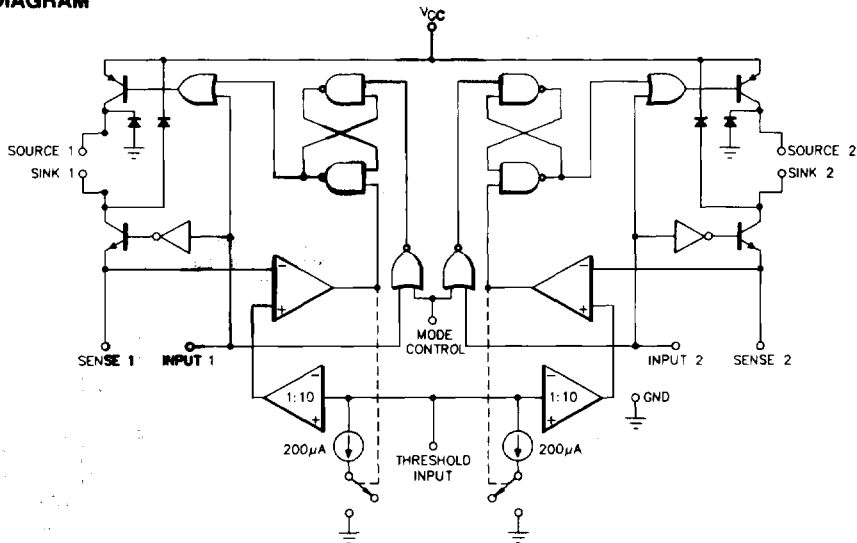 DIAGRAM
VCC
SOURCE 1
SINK 1
SOURCE 2
SINK 2
- +
- +
MODE
CONTROL
SENSE 1
INPUT 1
INPUT 2
SENSE 2
1:10 - +
- 1:10 +
GND
200µA
THRESHOLD
INPUT
200µA